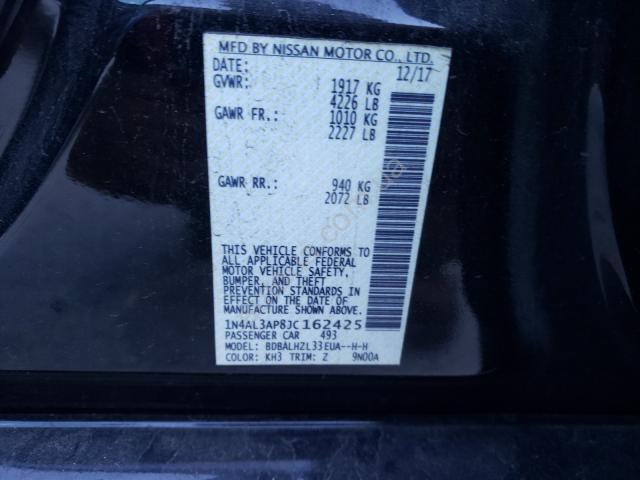 MFD BY NISSAN MOTOR CO., LTD.
DATE: 12/17
GVWR: 1917 KG
4226 LB
GAWR FR.: 1010 KG
2227 LB
GAWR RR.: 940 KG
2072 LB
THIS VEHICLE CONFORMS TO
ALL APPLICABLE FEDERAL
MOTOR VEHICLE SAFETY,
BUMPER, AND THEFT
PREVENTION STANDARDS IN
EFFECT ON THE DATE OF
MANUFACTURE SHOWN ABOVE.
1N4AL3AP8JC162425
PASSENGER CAR 493
MODEL: BDBALHZL33EUA--H-H
COLOR: KH3 TRIM: Z 9N00A